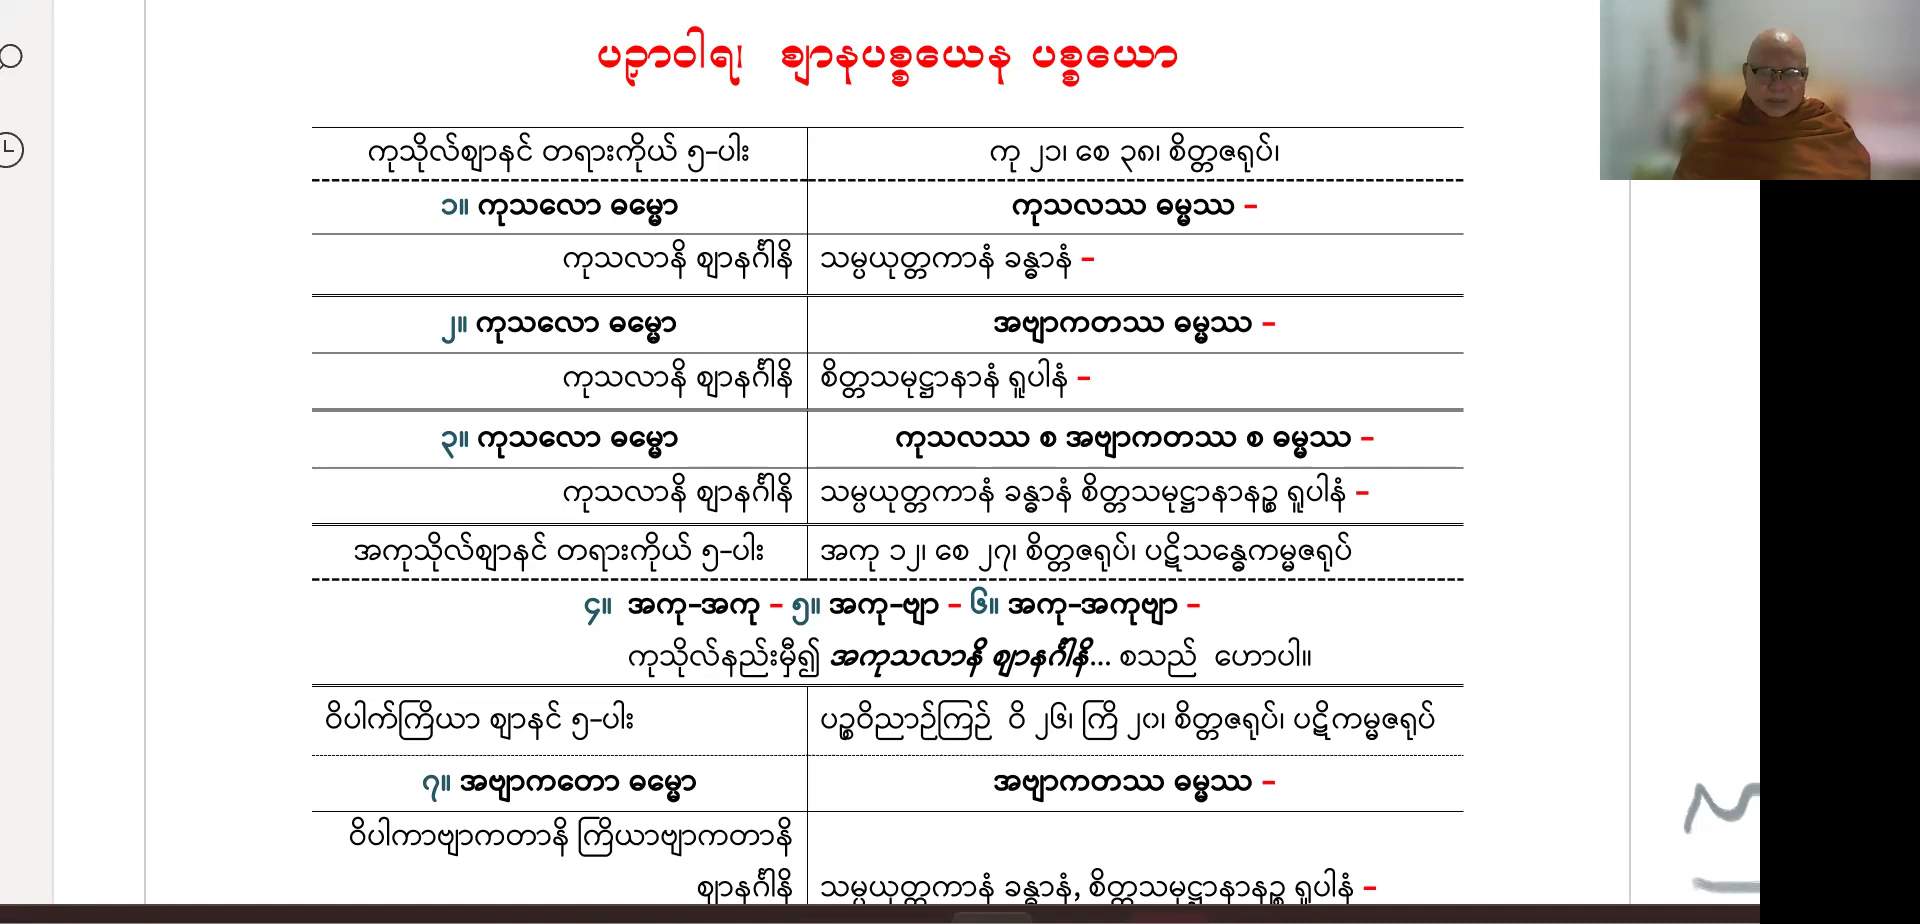 ပဉှာဝါရ၊ ဈာနပစ္စယေန ပစ္စယော
ကုသိုလ်ဈာနင် တရားကိုယ် ၅-ပါး ကု ၂၁၊ စေ ၃၈၊ စိတ္တဇရုပ်၊
၁။ ကုသလော ဓမ္မော ကုသလဿ ဓမ္မဿ -
ကုသလာနိ ဈာနင်္ဂါနိ သမ္ပယုတ္တကာနံ ခန္ဓာနံ -
၂။ ကုသလော ဓမ္မော အဗျာကတဿ ဓမ္မဿ -
ကုသလာနိ ဈာနင်္ဂါနိ စိတ္တသမုဋ္ဌာနာနံ ရူပါနံ -
၃။ ကုသလော ဓမ္မော ကုသလဿ စ အဗျာကတဿ စ ဓမ္မဿ -
ကုသလာနိ ဈာနင်္ဂါနိ သမ္ပယုတ္တကာနံ ခန္ဓာနံ စိတ္တသမုဋ္ဌာနာနဉ္စ ရူပါနံ -
အကုသိုလ်ဈာနင် တရားကိုယ် ၅-ပါး အကု ၁၂၊ စေ ၂၇၊ စိတ္တဇရုပ်၊ ပဋိသန္ဓေကမ္မဇရုပ်
၄။ အကု-အကု - ၅။ အကု-ဗျာ - ၆။ အကု-အကုဗျာ -
ကုသိုလ်နည်းမှီ၍ အကုသလာနိ ဈာနင်္ဂါနိ... စသည် ဟောပါ။
ဝိပါက်ကြိယာ ဈာနင် ၅-ပါး ပဉ္စဝိညာဉ်ကြဉ် ဝိ ၂၆၊ ကြိ ၂၀၊ စိတ္တဇရုပ်၊ ပဋိကမ္မဇရုပ်
၇။ အဗျာကတော ဓမ္မော အဗျာကတဿ ဓမ္မဿ -
ဝိပါကာဗျာကတာနိ ကြိယာဗျာကတာနိ
ဈာနင်္ဂါနိ သမ္ပယုတ္တကာနံ ခန္ဓာနံ, စိတ္တသမုဋ္ဌာနာနဉ္စ ရူပါနံ -